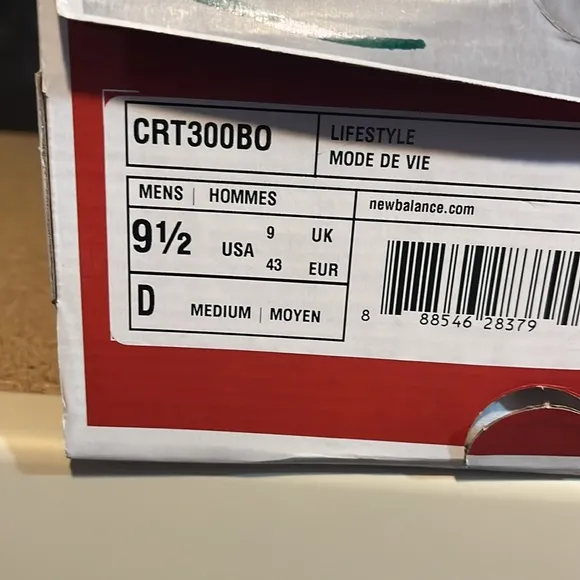 CRT300BO
LIFESTYLE
MODE DE VIE
MENS | HOMMES
newbalance.com
9½ USA
9 UK
43 EUR
D MEDIUM | MOYEN
8 88546 28379